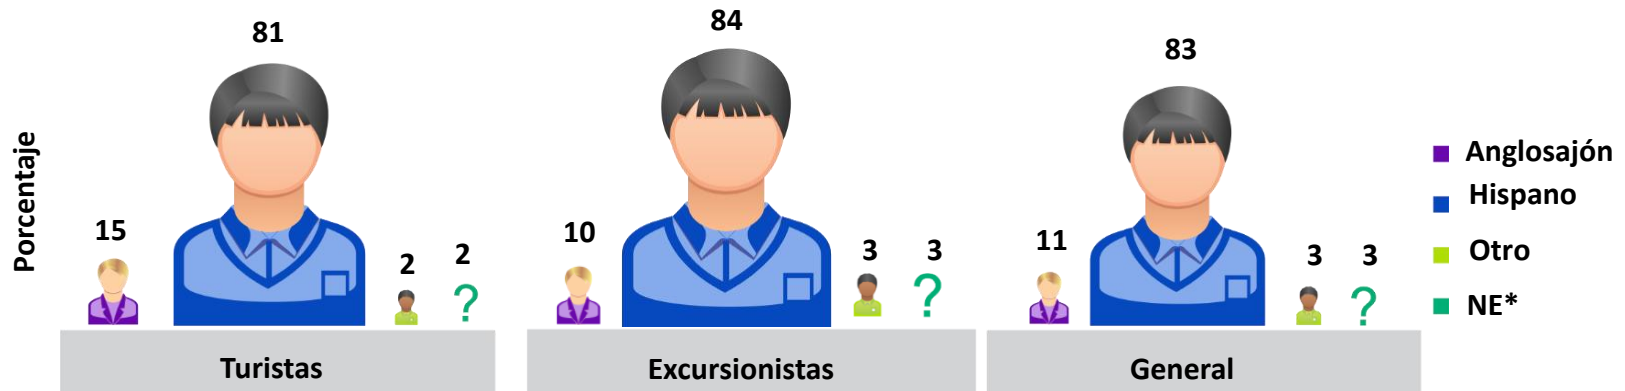 Porcentaje
81
15
2
2
Turistas
84
10
3
3
Excursionistas
83
11
3
3
General
Anglosajón
Hispano
Otro
NE*
?
?
?